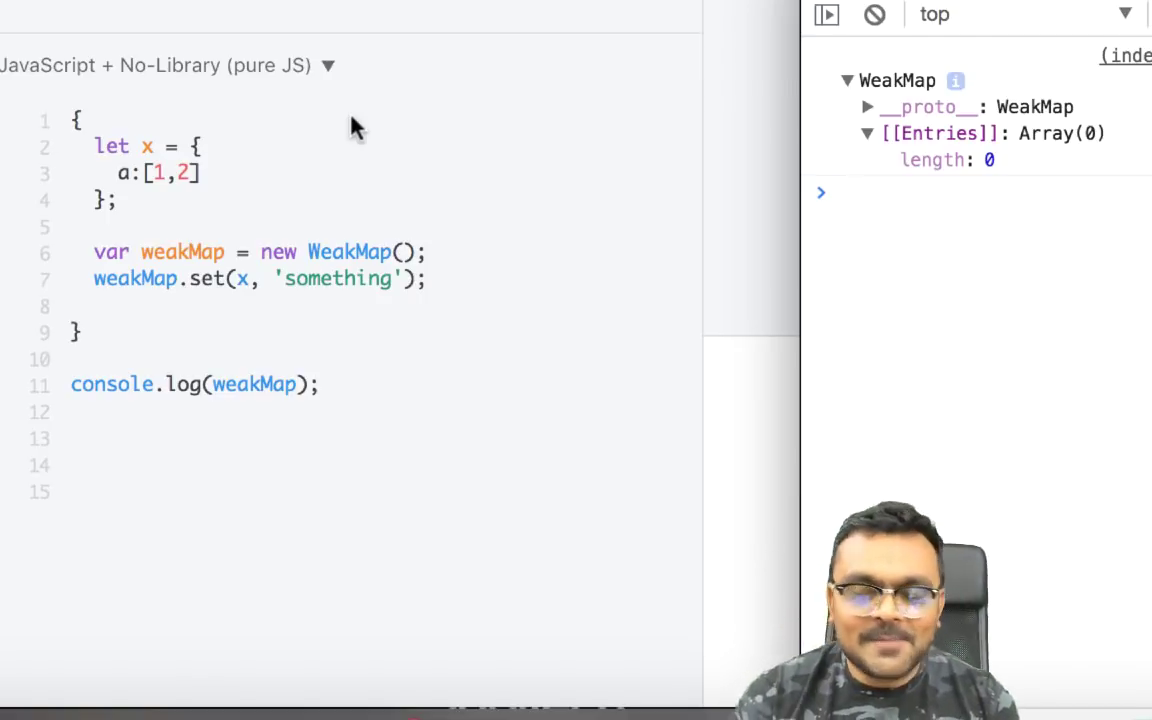 JavaScript + No-Library (pure JS) ▼
1 {
2 let x = {
3 a:[1,2]
4 };
5
6 var weakMap = new WeakMap();
7 weakMap.set(x, 'something');
8
9 }
10
11 console.log(weakMap);
12
13
14
15
top ▼
(inde
▼ WeakMap i
▶ __proto__: WeakMap
▼ [[Entries]]: Array(0)
length: 0
>